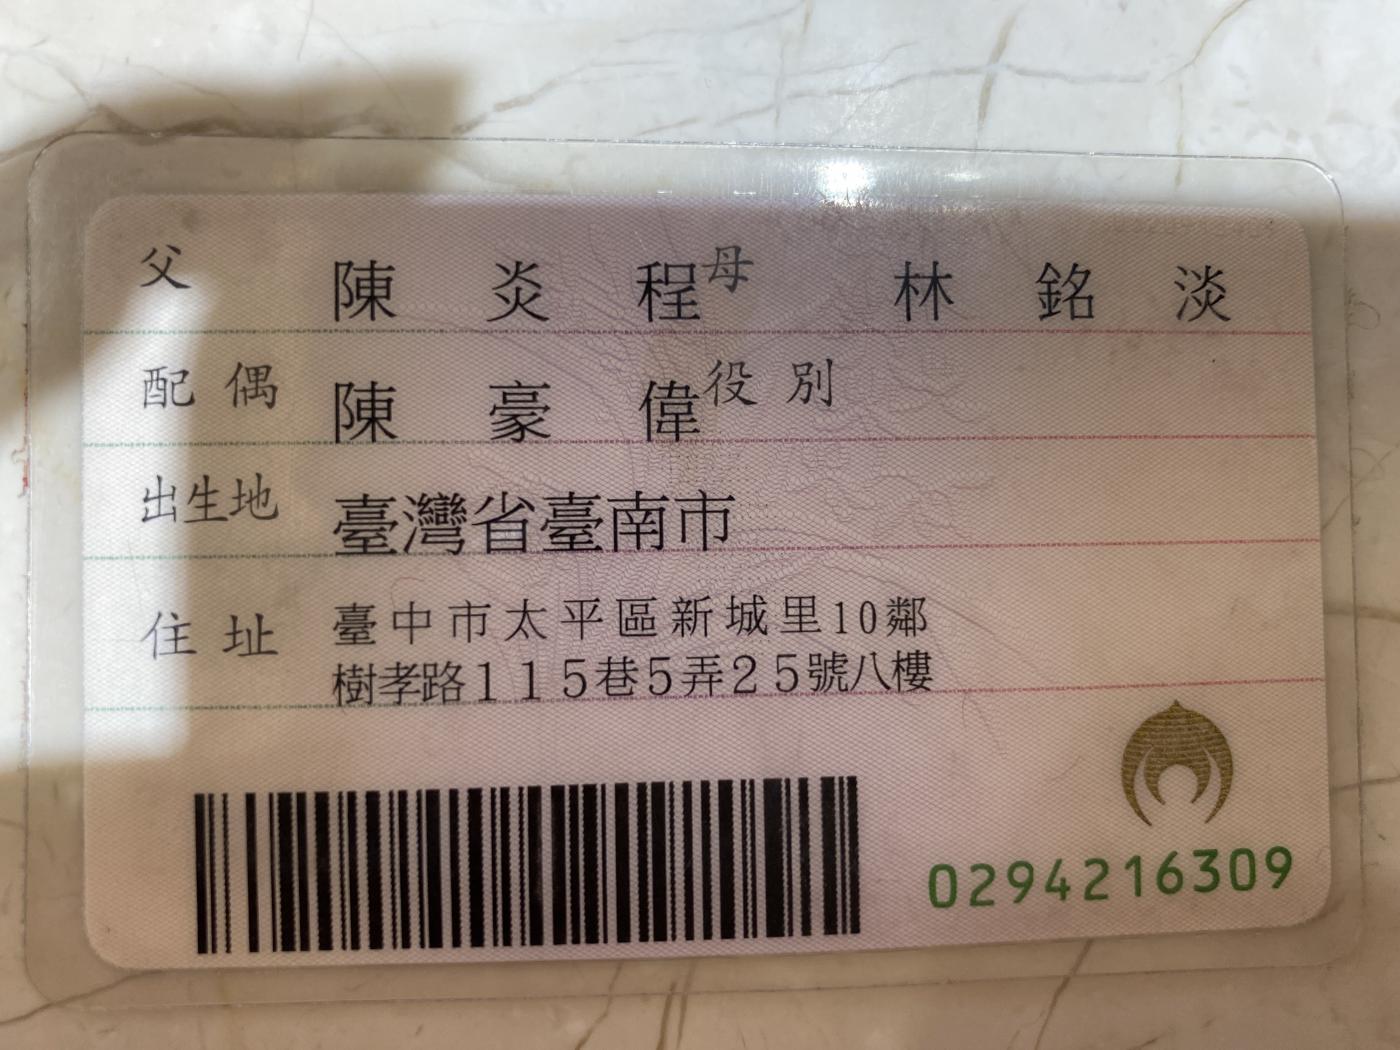 父 陳炎程 母 林銘淡
配偶 陳豪偉 役別
出生地 臺灣省臺南市
住址 臺中市太平區新城里10鄰
樹孝路115巷5弄25號八樓
0294216309